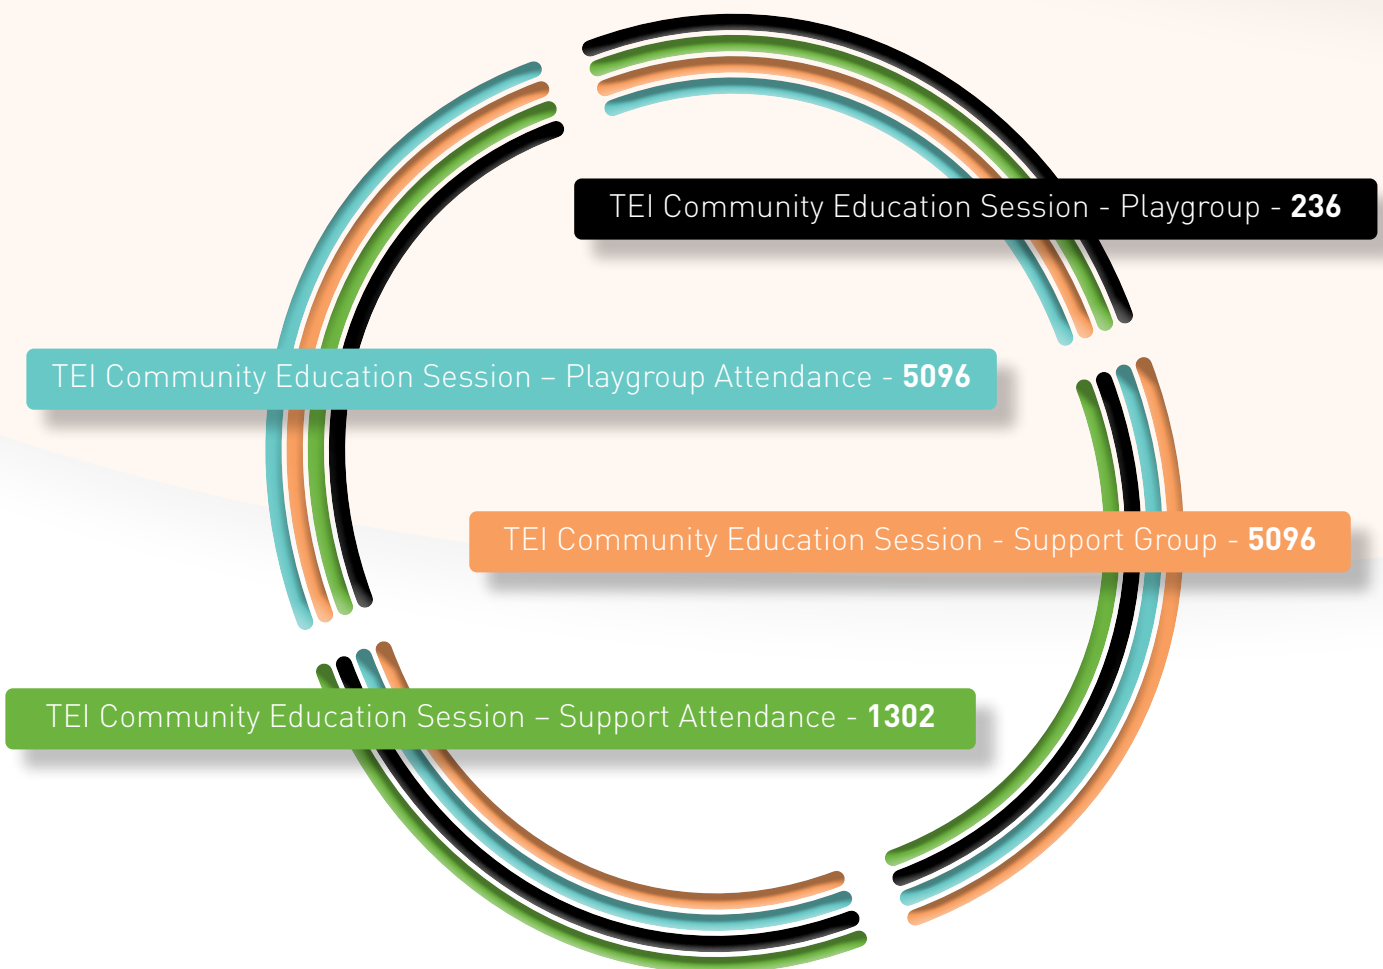 TEI Community Education Session - Playgroup - 236
TEI Community Education Session – Playgroup Attendance - 5096
TEI Community Education Session - Support Group - 5096
TEI Community Education Session – Support Attendance - 1302